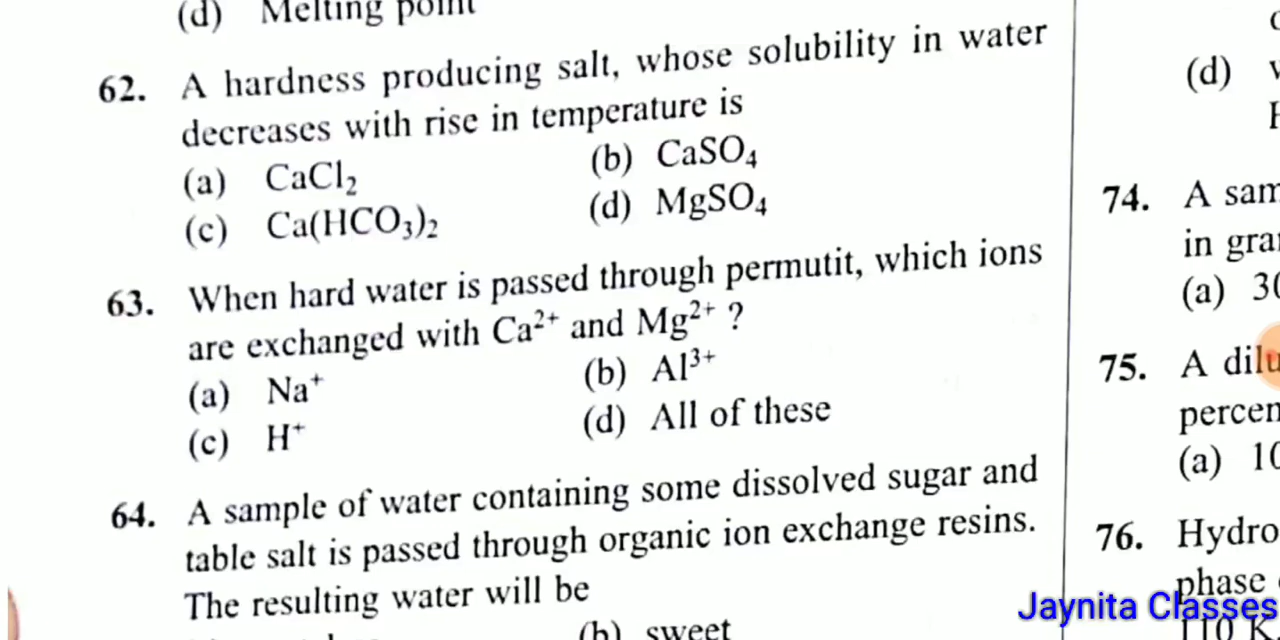 (d) Melting point
62. A hardness producing salt, whose solubility in water
decreases with rise in temperature is
(a) CaCl₂ (b) CaSO₄
(c) Ca(HCO₃)₂ (d) MgSO₄
63. When hard water is passed through permutit, which ions
are exchanged with Ca²⁺ and Mg²⁺ ?
(a) Na⁺ (b) Al³⁺
(c) H⁺ (d) All of these
64. A sample of water containing some dissolved sugar and
table salt is passed through organic ion exchange resins.
The resulting water will be
(b) sweet
(d)
74. A sam
in gra
(a) 30
75. A dilu
percen
(a) 10
76. Hydro
phase
110 K
Jaynita Classes